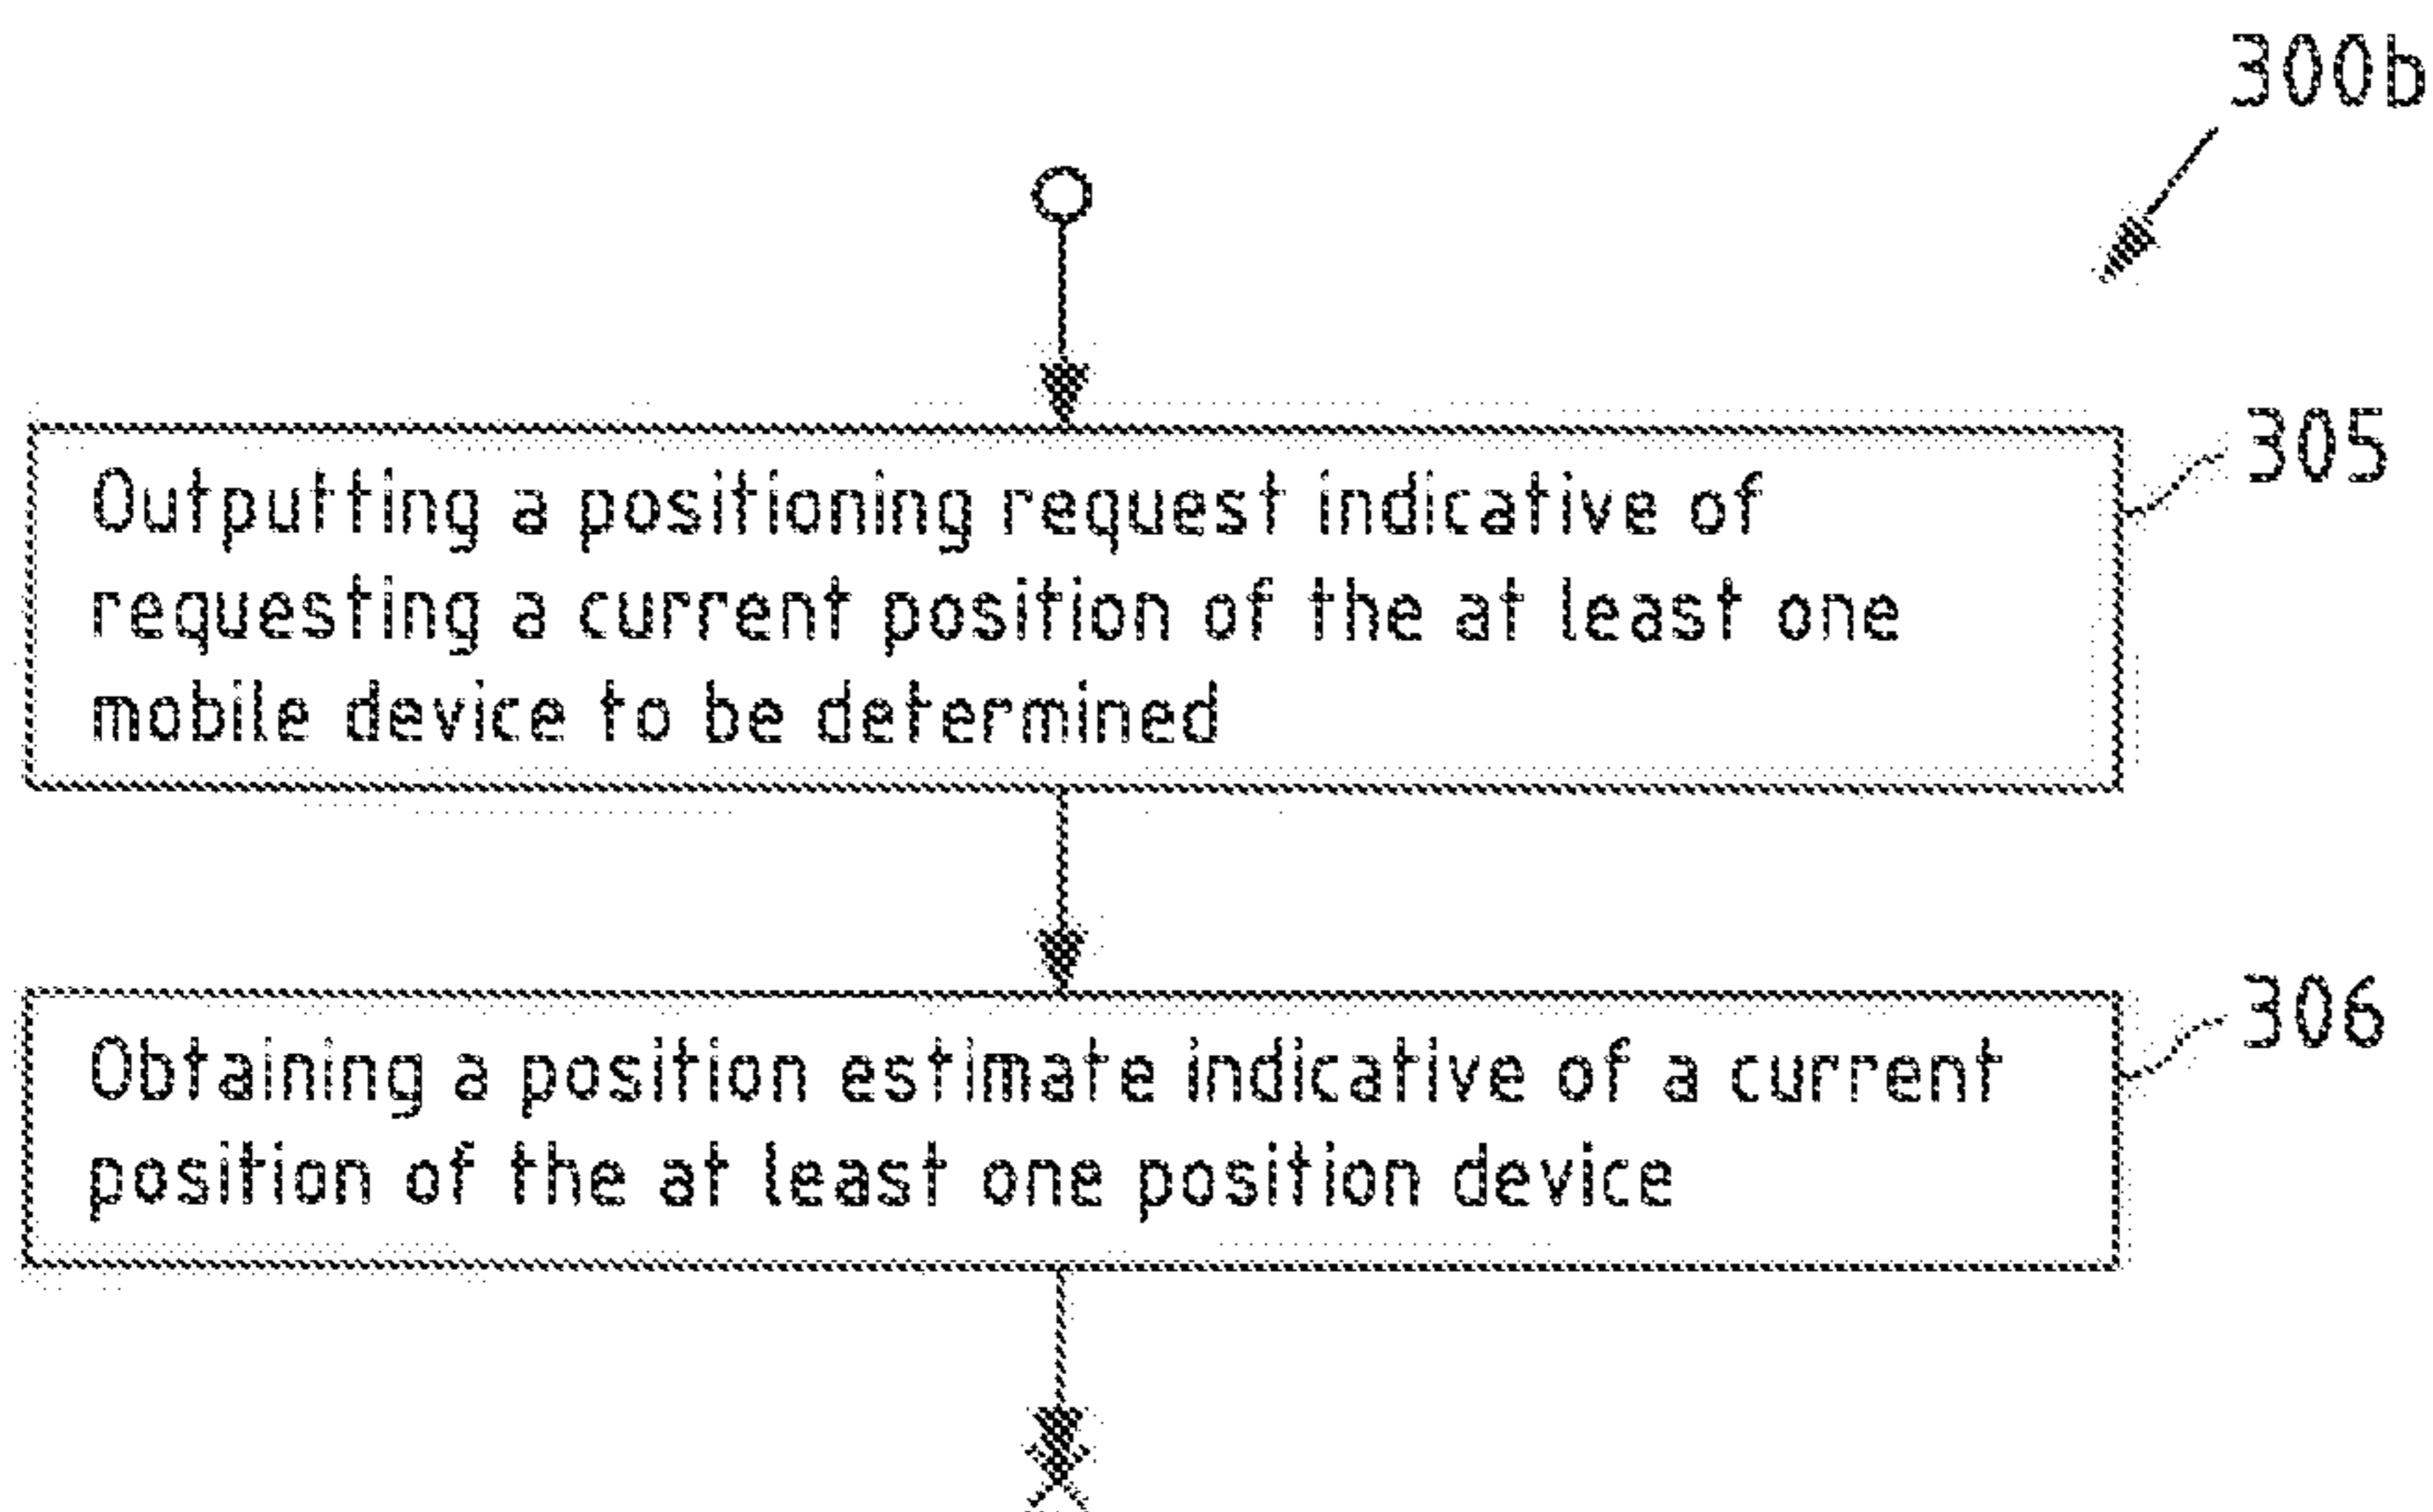 300b
305
Outputting a positioning request indicative of
requesting a current position of the at least one
mobile device to be determined
306
Obtaining a position estimate indicative of a current
position of the at least one position device